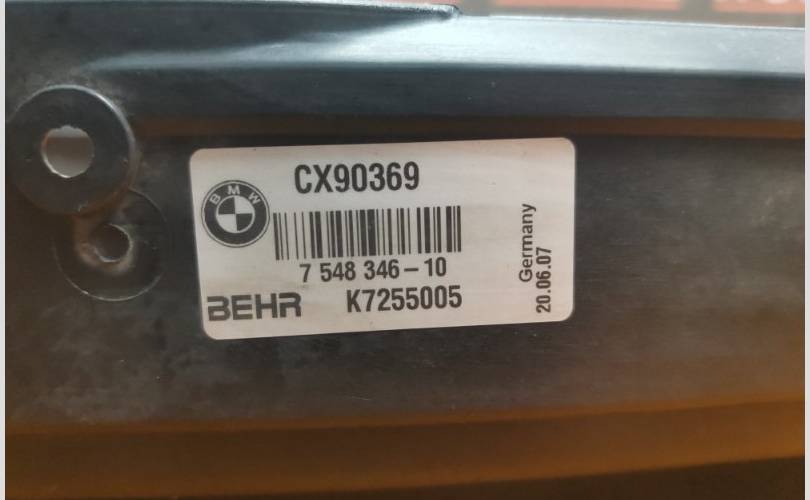 CX90369
BMW
7 548 346-10
BEHR K7255005
Germany
20.06.07